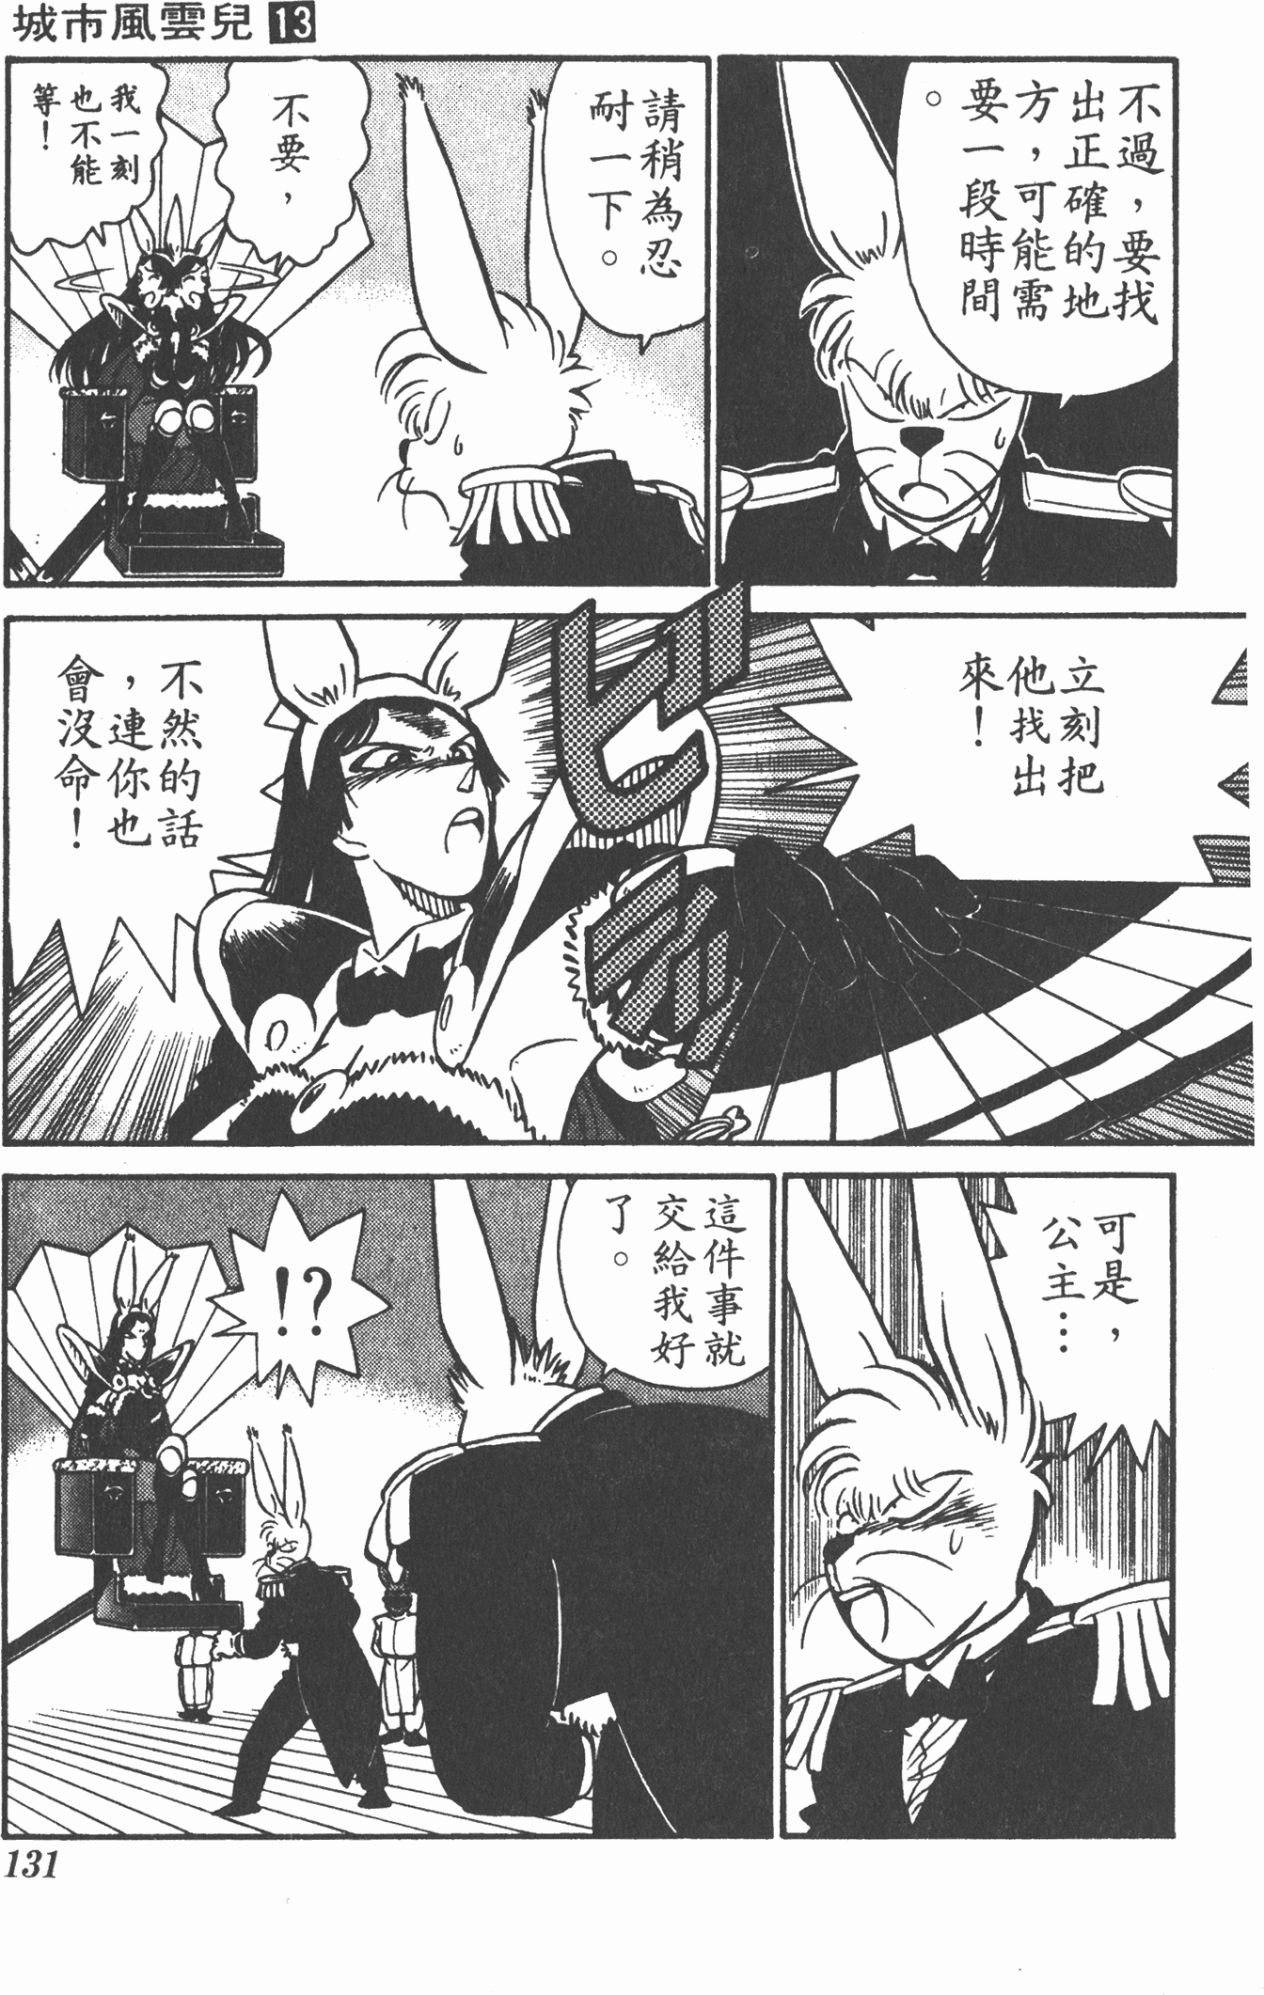 城市風雲兒 13
不過，要找
出正確的地
方，可能需
要一段時間
。
請稍為忍
耐一下。
不要，
我一刻
也不能
等！
立刻把
他找出
來！
ピシッ
不然的話
，連你也
會沒命！
可是，
公主…
這件事就
交給我好
了。
！？
131